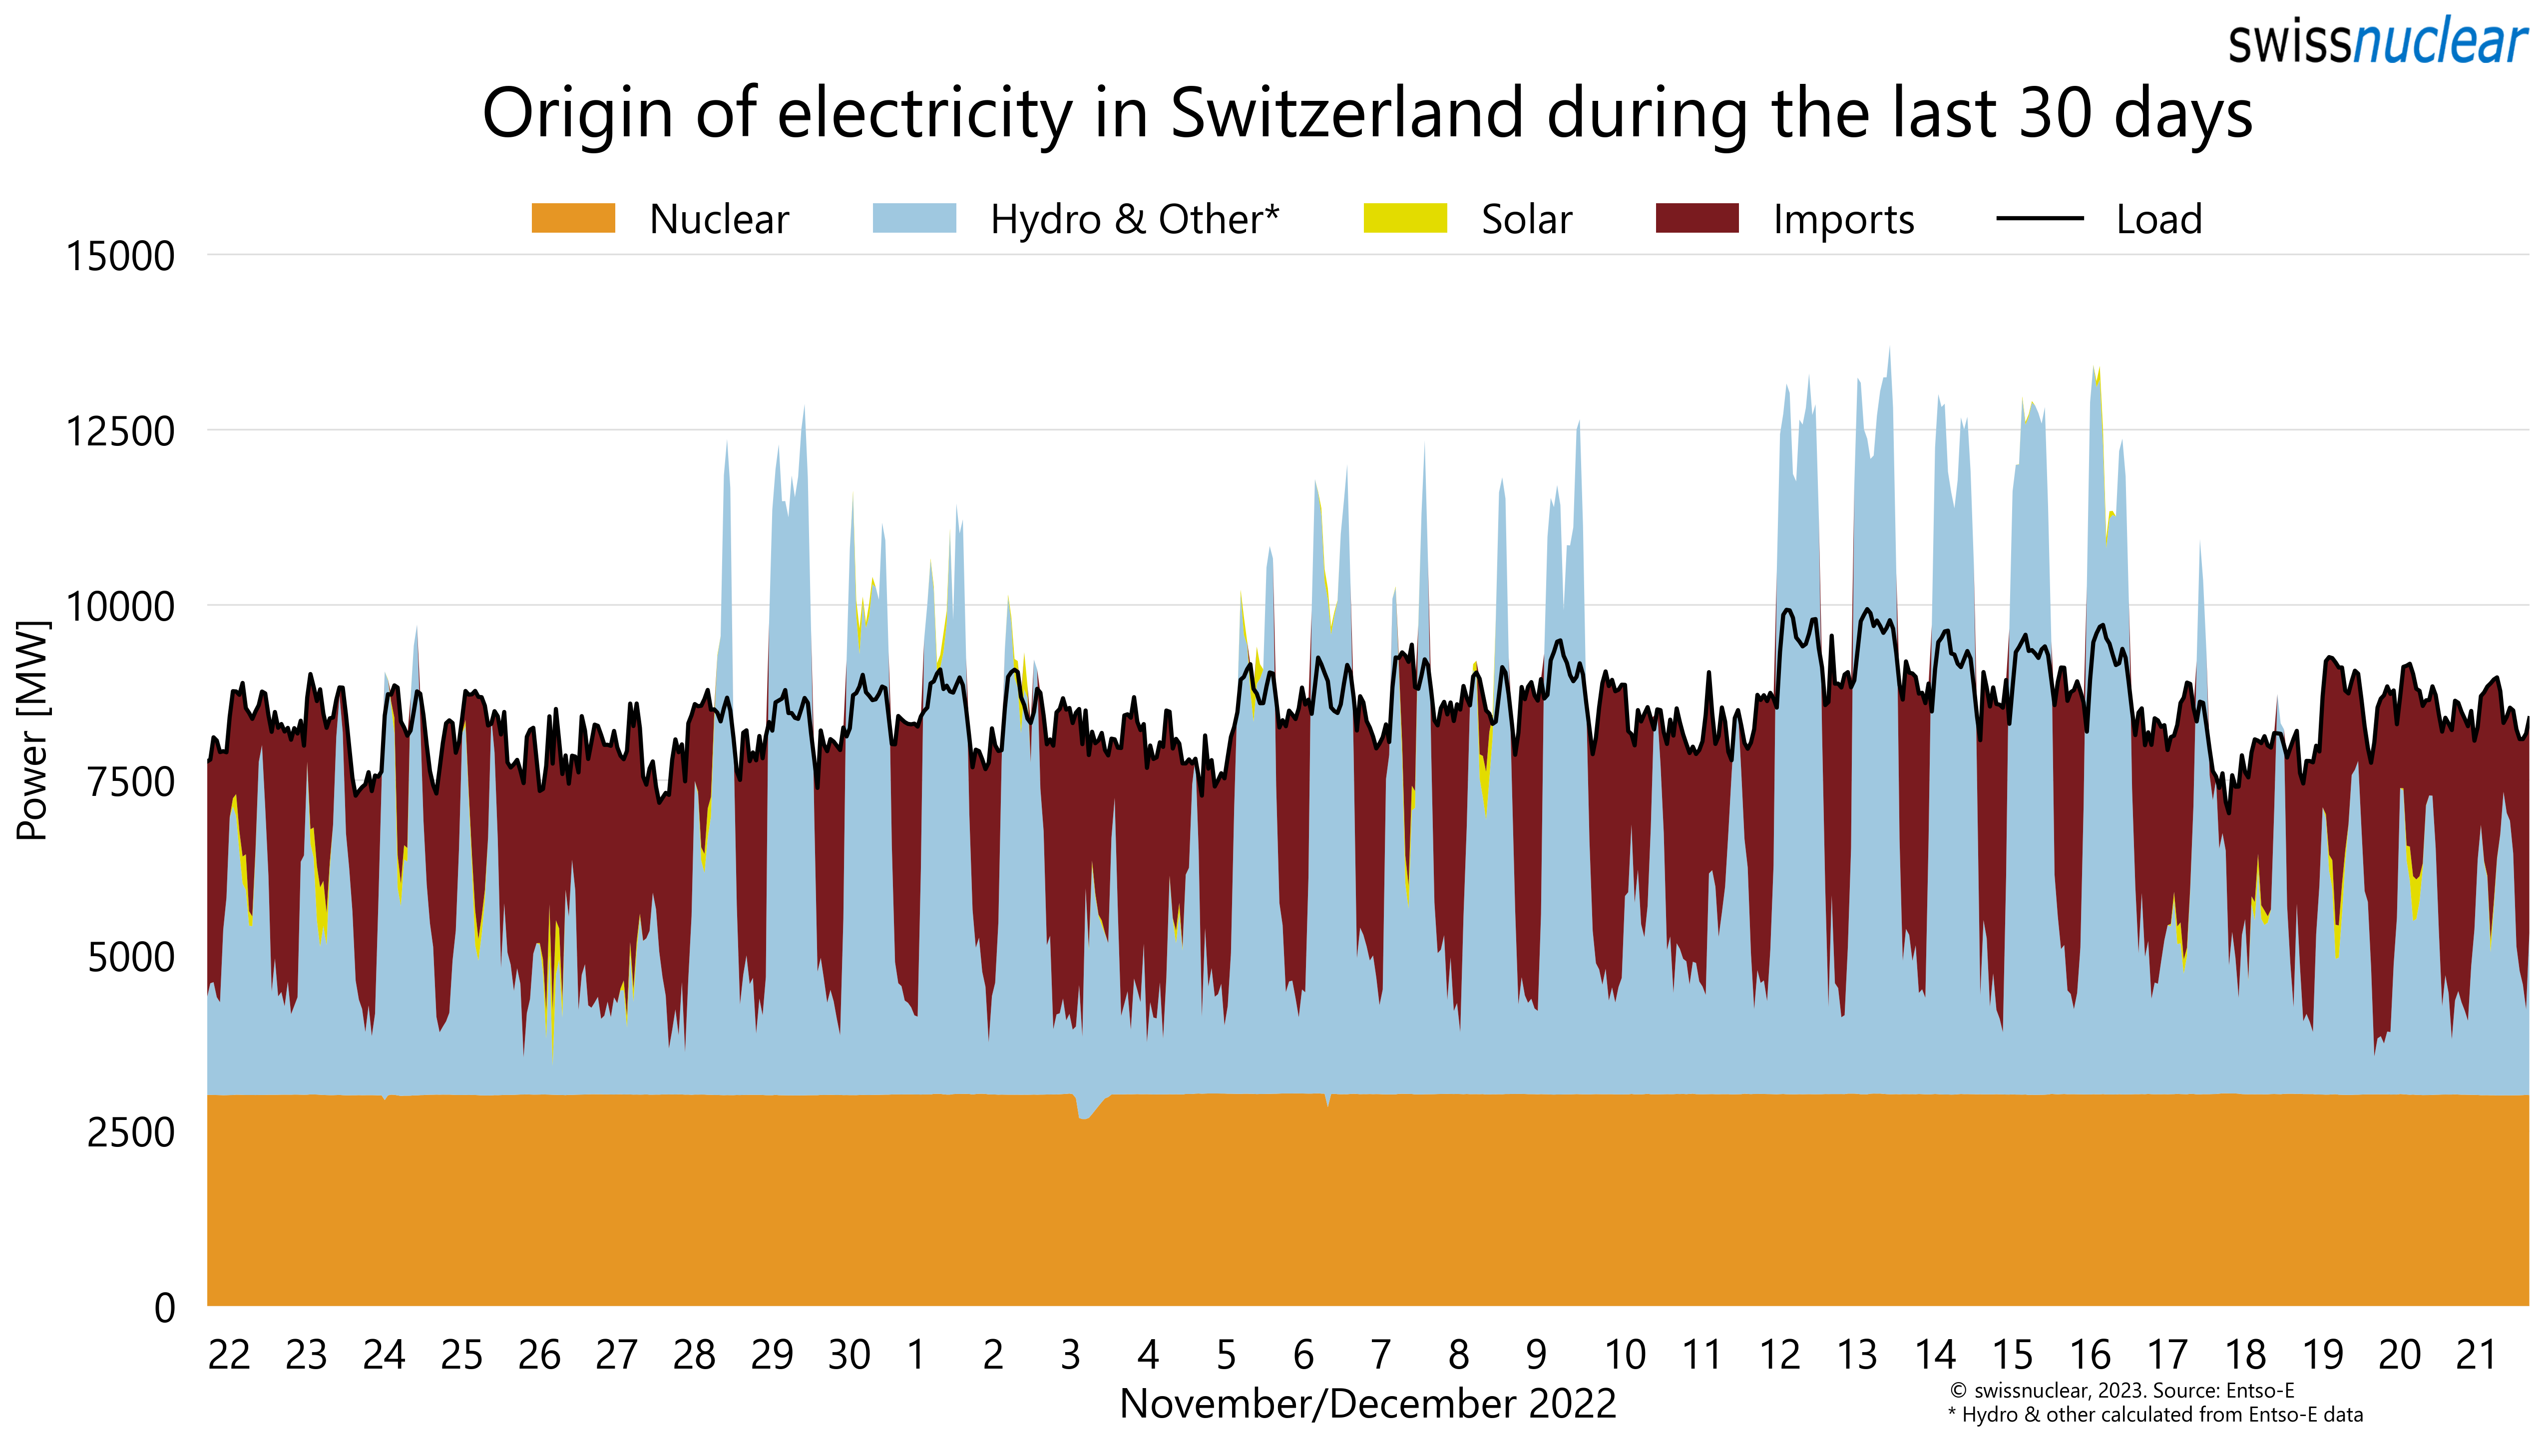 swissnuclear
Origin of electricity in Switzerland during the last 30 days
Nuclear Hydro & Other* Solar Imports Load
15000
12500
10000
7500
5000
2500
0
Power [MW]
22 23 24 25 26 27 28 29 30 1 2 3 4 5 6 7 8 9 10 11 12 13 14 15 16 17 18 19 20 21
November/December 2022
© swissnuclear, 2023. Source: Entso-E
* Hydro & other calculated from Entso-E data